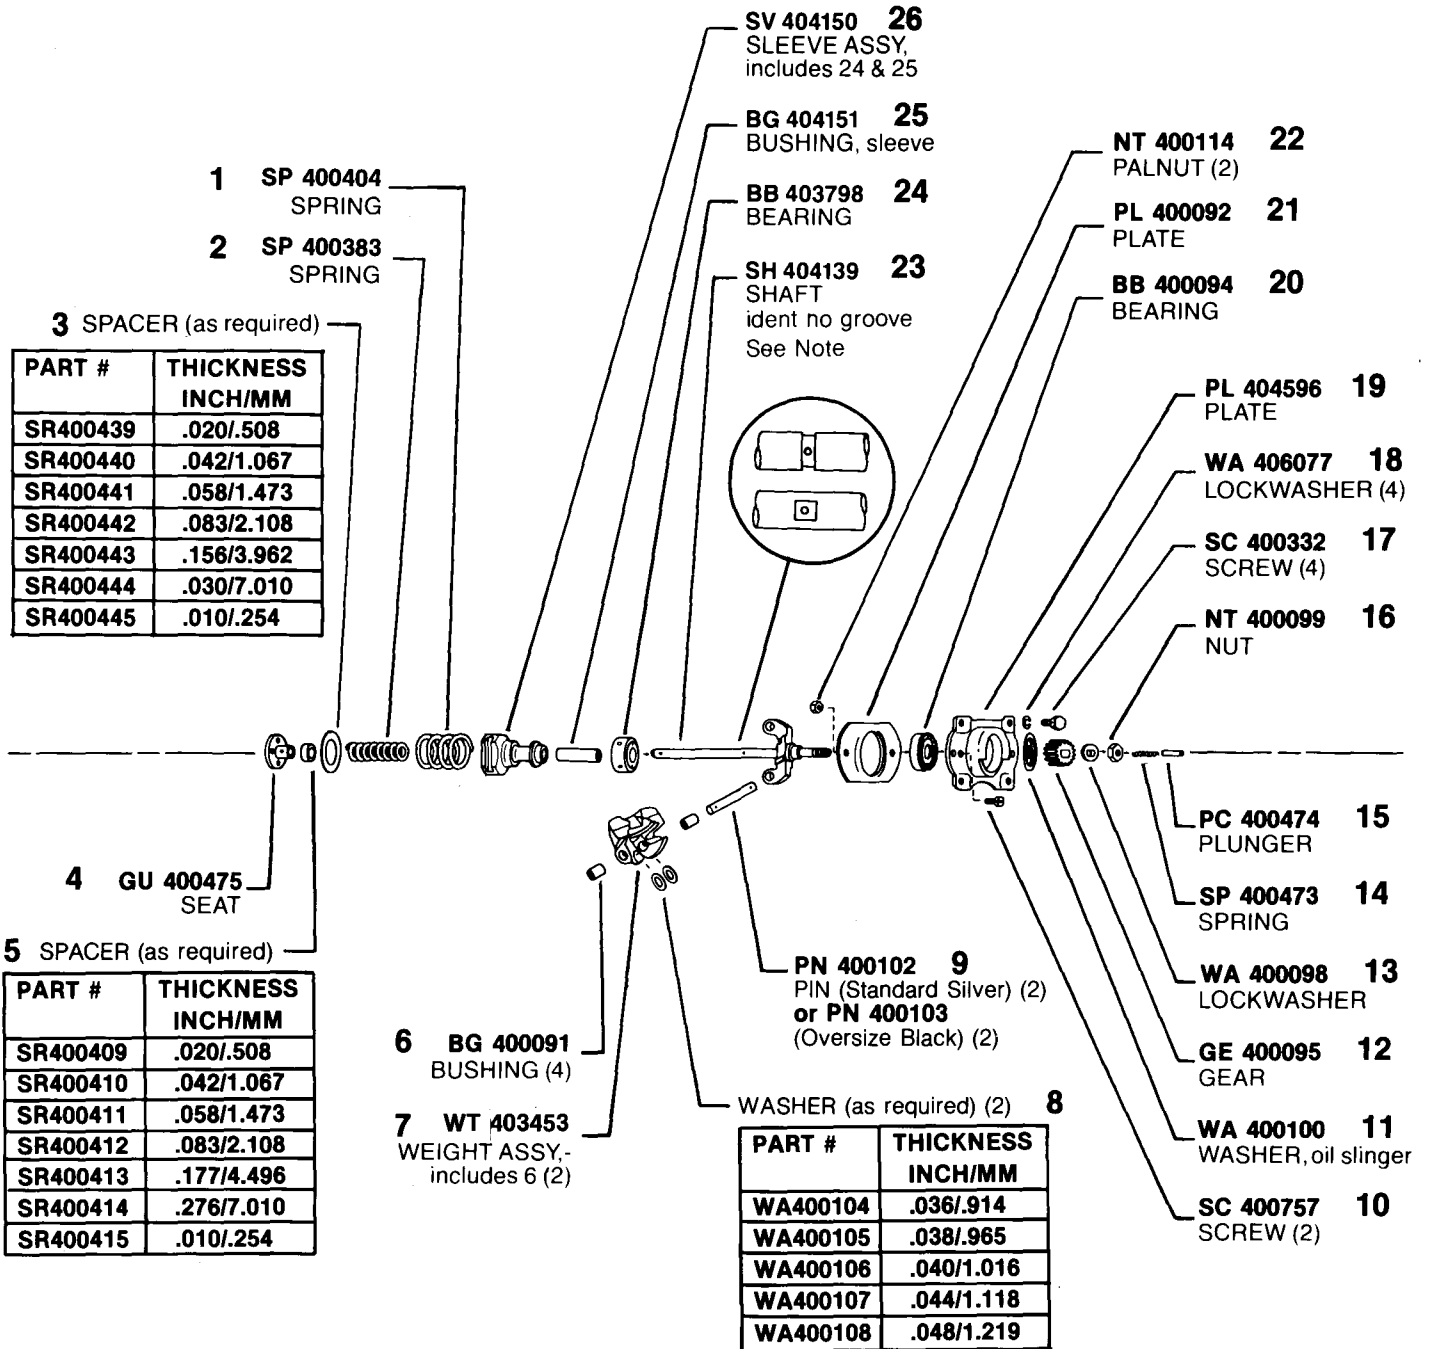 SV 404150 26
SLEEVE ASSY,
includes 24 & 25
BG 404151 25
BUSHING, sleeve
BB 403798 24
BEARING
SH 404139 23
SHAFT
ident no groove
See Note
NT 400114 22
PALNUT (2)
PL 400092 21
PLATE
BB 400094 20
BEARING
PL 404596 19
PLATE
WA 406077 18
LOCKWASHER (4)
SC 400332 17
SCREW (4)
NT 400099 16
NUT
1 SP 400404
SPRING
2 SP 400383
SPRING
3 SPACER (as required)
PART # THICKNESS
INCH/MM
SR400439 .020/.508
SR400440 .042/1.067
SR400441 .058/1.473
SR400442 .083/2.108
SR400443 .156/3.962
SR400444 .030/7.010
SR400445 .010/.254
4 GU 400475
SEAT
5 SPACER (as required)
PART # THICKNESS
INCH/MM
SR400409 .020/.508
SR400410 .042/1.067
SR400411 .058/1.473
SR400412 .083/2.108
SR400413 .177/4.496
SR400414 .276/7.010
SR400415 .010/.254
6 BG 400091
BUSHING (4)
7 WT 403453
WEIGHT ASSY,-
includes 6 (2)
PN 400102 9
PIN (Standard Silver) (2)
or PN 400103
(Oversize Black) (2)
WASHER (as required) (2) 8
PART # THICKNESS
INCH/MM
WA400104 .036/.914
WA400105 .038/.965
WA400106 .040/1.016
WA400107 .044/1.118
WA400108 .048/1.219
PC 400474 15
PLUNGER
SP 400473 14
SPRING
WA 400098 13
LOCKWASHER
GE 400095 12
GEAR
WA 400100 11
WASHER, oil slinger
SC 400757 10
SCREW (2)